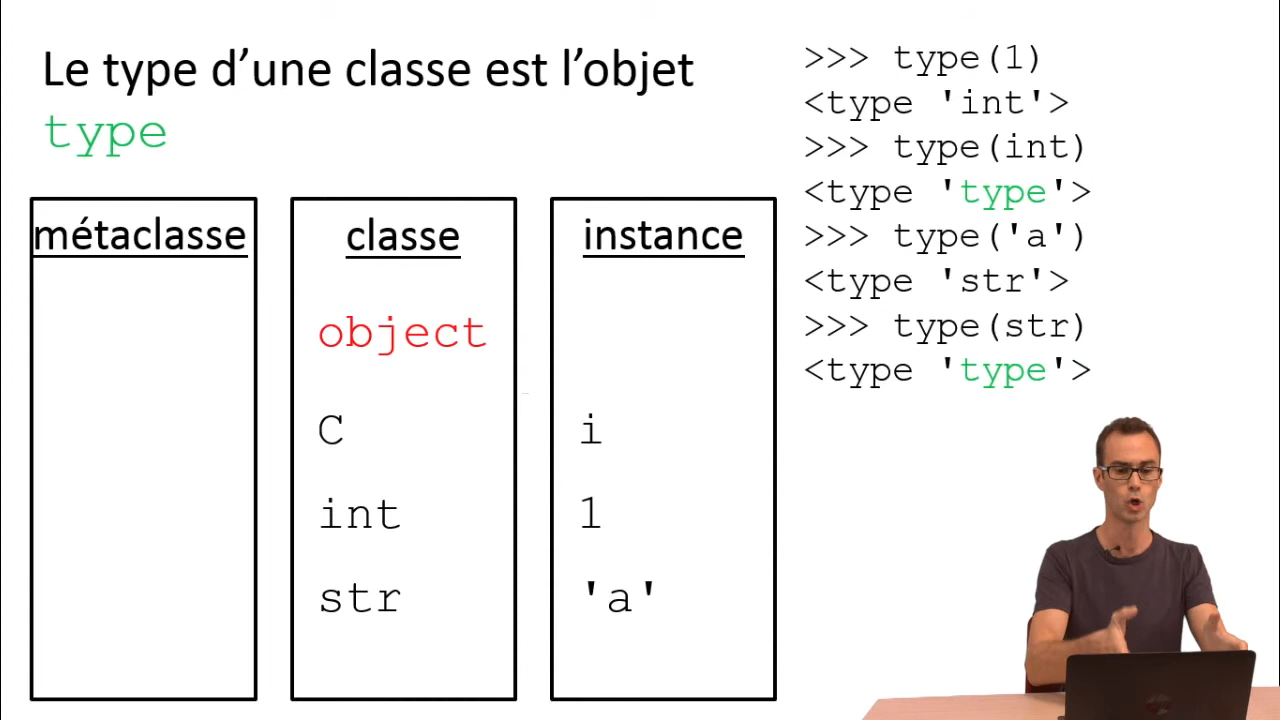 Le type d’une classe est l’objet
type
métaclasse
classe
object
C
int
str
instance
i
1
'a'
>>> type(1)
<type 'int'>
>>> type(int)
<type 'type'>
>>> type('a')
<type 'str'>
>>> type(str)
<type 'type'>